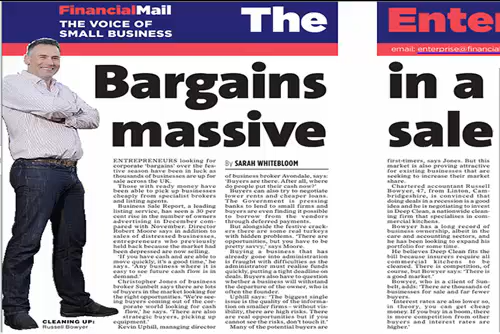 FinancialMail
THE VOICE OF
SMALL BUSINESS
The
Bargains
massive
ENTREPRENEURS looking for
corporate 'bargains' over the fes-
tive season have been in luck as
thousands of businesses are up for
sale across the UK.
Those with ready money have
been able to pick up businesses
cheaply from specialist brokers
and listing agents.
Business Sale Report, a leading
listing service, has seen a 30 per
cent rise in the number of owners
advertising in December com-
pared with November. Director
Robert Moore says in addition to
sales of distressed businesses,
entrepreneurs who previously
held back because the market had
been depressed are now selling.
'If you have cash and are able to
move quickly, it's a good time,' he
says. 'Any business where it is
easy to see future cash flow is in
demand.'
Christopher Jones of business
broker Sunbelt says there are lots
of buyers in the market looking for
the right opportunities. 'We're see-
ing buyers coming out of the cor-
porate world looking for cash
flow,' he says. 'There are also
strategic buyers, picking up
equipment.'
Kevin Uphill, managing director
CLEANING UP:
Russell Bowyer
By SARAH WHITEBLOOM
of business broker Avondale, says:
'Buyers are there. After all, where
do people put their cash now?'
Buyers can also try to negotiate
lower rents and cheaper loans.
The Government is pressing
banks to lend to small firms and
buyers are even finding it possible
to borrow from the vendors
through deferred payments.
But alongside the festive crack-
ers there are some real turkeys
with notable problems. 'There are
opportunities, but you have to be
pretty savvy,' says Moore.
Buying a business that has
already gone into administration
is fraught with difficulties as the
administrator must realise funds
quickly, putting a tight deadline on
deals. Buyers also have to question
whether a business will withstand
the departure of the owner, who is
often the founder.
Uphill says: 'The biggest single
issue is the quality of the informa-
tion on smaller firms – without vis-
ibility, there are high risks. There
are real opportunities but if you
cannot see the risks, don't touch it.'
Many of the potential buyers are
Ente
email: enterprise@financia
in a
sale
first-timers, says Jones. But this
market is also proving attractive
for existing businesses that are
seeking to increase their market
share.
Chartered accountant Russell
Bowyer, 47, from Linton, Cam-
bridgeshire, is convinced that
doing deals in a recession is a good
idea and he is negotiating to invest
in Deep Clean, a nationwide clean-
ing firm that specialises in com-
mercial kitchens.
Bowyer has a long record of
business ownership, albeit in the
care and accounting sectors, and
he has been looking to expand his
portfolio for some time.
He believes Deep Clean fits the
bill because insurers require all
commercial kitchens to be
cleaned. There is competition, of
course, but Bowyer says: 'There is
a good market.'
Bowyer, who is a client of Sun-
belt, adds: 'There are thousands of
businesses for sale and far fewer
buyers.
'Interest rates are also lower so,
in theory, you can get cheap
money. If you buy in a boom, there
is more competition from other
buyers and interest rates are
higher.'